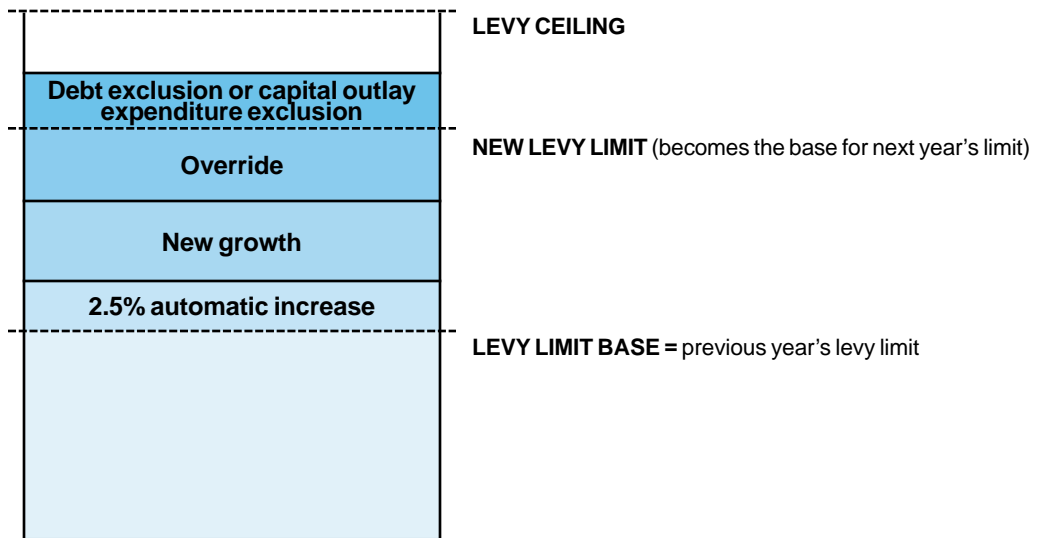 LEVY CEILING
Debt exclusion or capital outlay
expenditure exclusion
NEW LEVY LIMIT (becomes the base for next year’s limit)
Override
New growth
2.5% automatic increase
LEVY LIMIT BASE = previous year’s levy limit